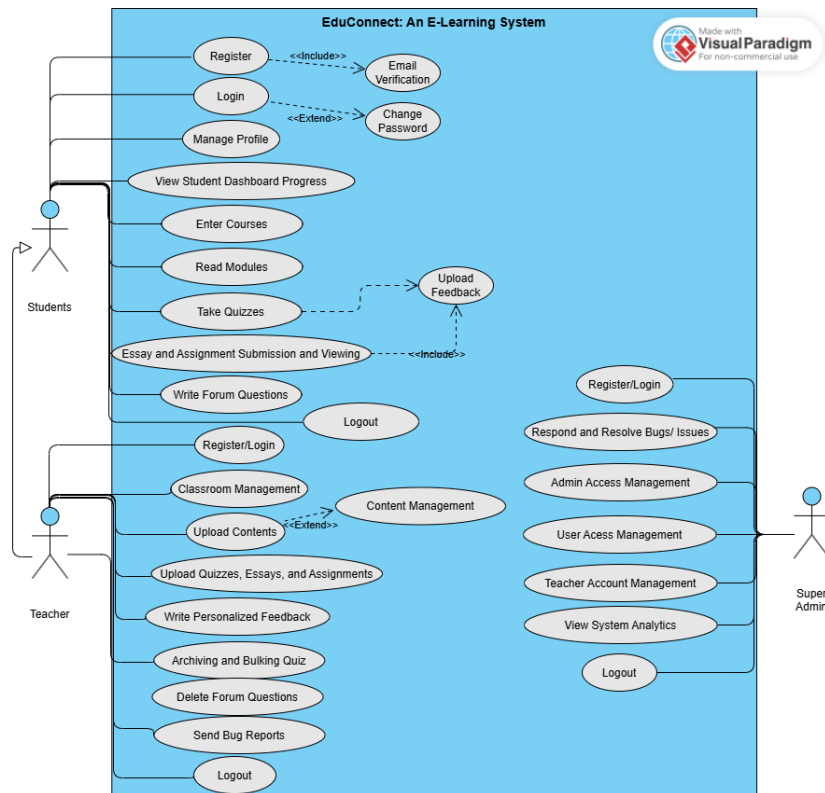 EduConnect: An E-Learning System
Made with
VisualParadigm
For non-commercial use
Register
<<Include>>
Email
Verification
Login
<<Extend>>
Change
Password
Manage Profile
View Student Dashboard Progress
Enter Courses
Read Modules
Students
Take Quizzes
Upload
Feedback
Essay and Assignment Submission and Viewing
<<Include>>
Write Forum Questions
Logout
Register/Login
Classroom Management
Upload Contents
<<Extend>>
Content Management
Upload Quizzes, Essays, and Assignments
Teacher
Write Personalized Feedback
Archiving and Bulking Quiz
Delete Forum Questions
Send Bug Reports
Logout
Register/Login
Respond and Resolve Bugs/ Issues
Admin Access Management
User Acess Management
Teacher Account Management
View System Analytics
Logout
Super
Admin